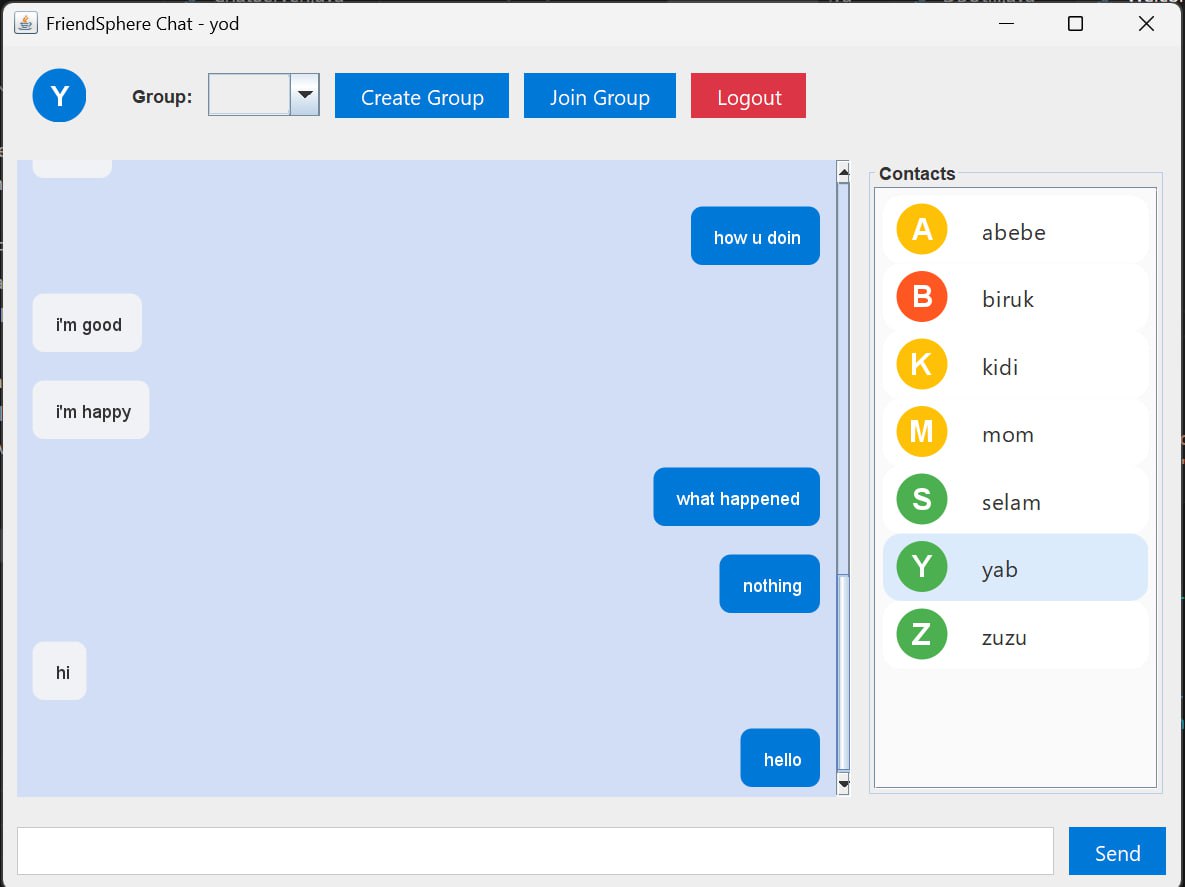 FriendSphere Chat - yod
Y
Group:
Create Group
Join Group
Logout
how u doin
i'm good
i'm happy
what happened
nothing
hi
hello
Contacts
A abebe
B biruk
K kidi
M mom
S selam
Y yab
Z zuzu
Send